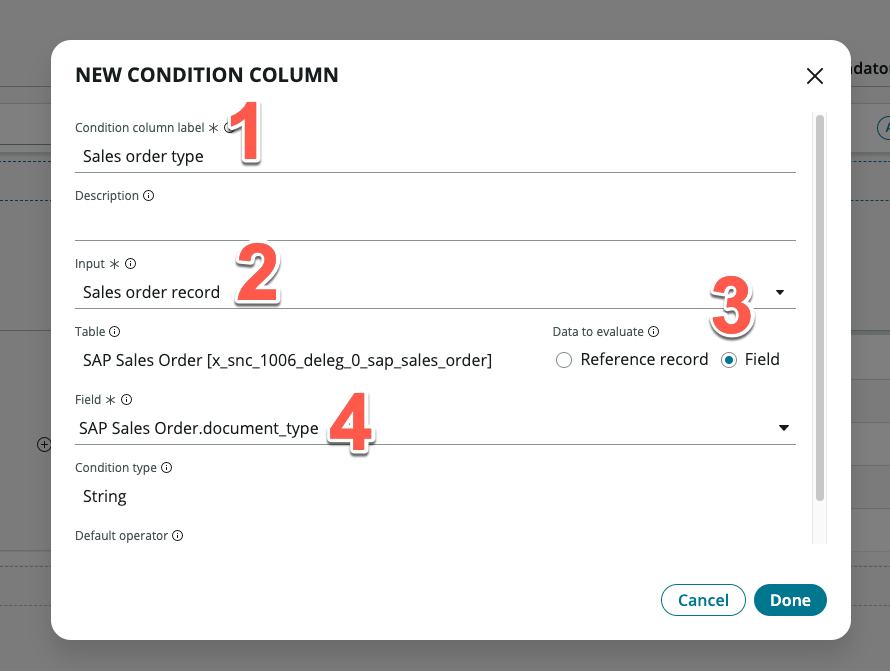 NEW CONDITION COLUMN
Condition column label *
1
Sales order type
Description
Input *
2
Sales order record
3
Table
Data to evaluate
SAP Sales Order [x_snc_1006_deleg_0_sap_sales_order]
Reference record
Field
Field *
SAP Sales Order.document_type
4
Condition type
String
Default operator
Cancel
Done